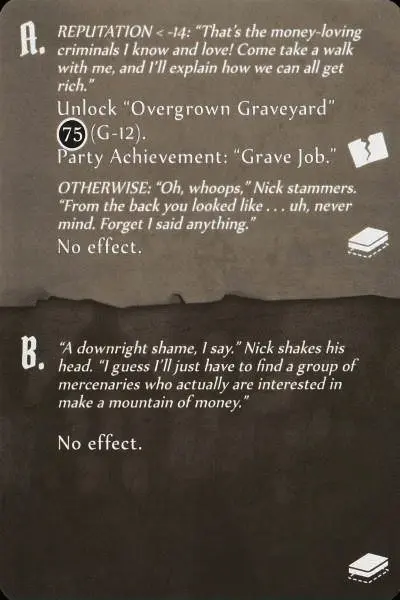 A.
REPUTATION < -14: “That’s the money-loving
criminals I know and love! Come take a walk
with me, and I’ll explain how we can all get
rich.”
Unlock “Overgrown Graveyard”
75 (G-12).
Party Achievement: “Grave Job.”
OTHERWISE: “Oh, whoops,” Nick stammers.
“From the back you looked like . . . uh, never
mind. Forget I said anything.”
No effect.
B.
“A downright shame, I say.” Nick shakes his
head. “I guess I’ll just have to find a group of
mercenaries who actually are interested in
make a mountain of money.”
No effect.